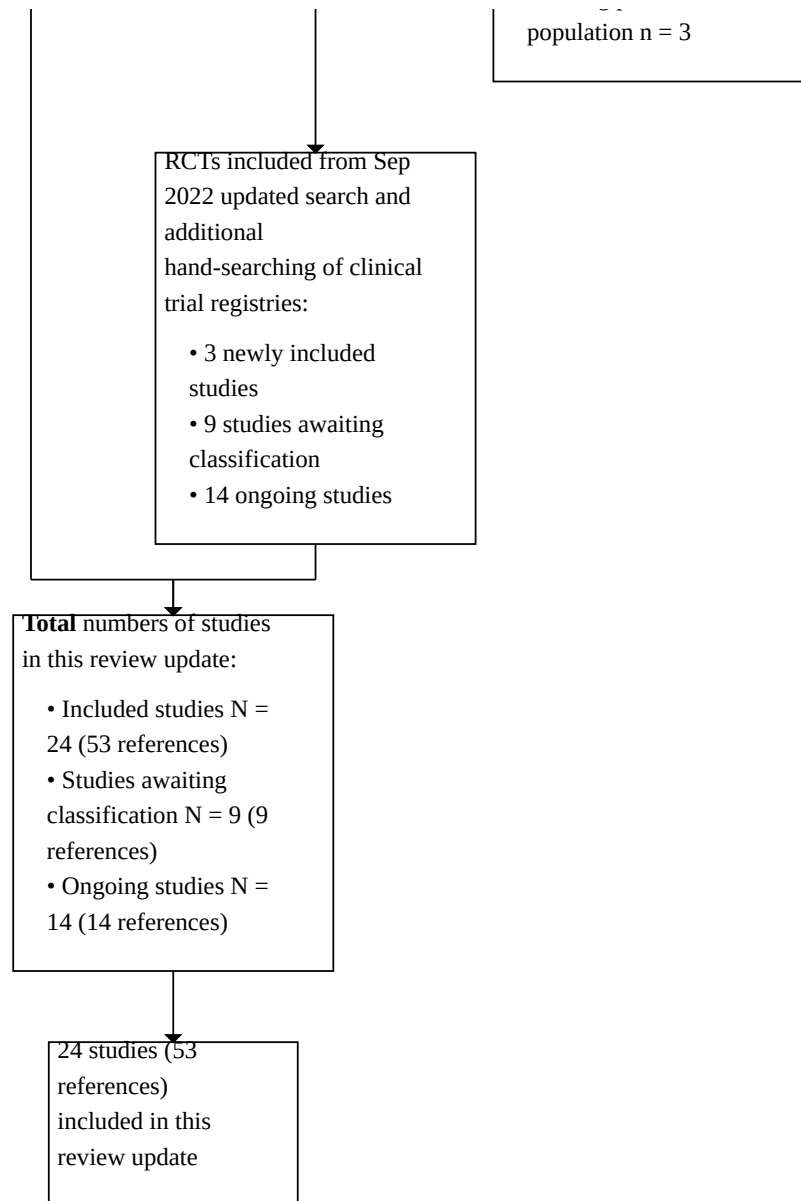 population n = 3
RCTs included from Sep
2022 updated search and
additional
hand-searching of clinical
trial registries:
• 3 newly included
studies
• 9 studies awaiting
classification
• 14 ongoing studies
Total numbers of studies
in this review update:
• Included studies N =
24 (53 references)
• Studies awaiting
classification N = 9 (9
references)
• Ongoing studies N =
14 (14 references)
24 studies (53
references)
included in this
review update